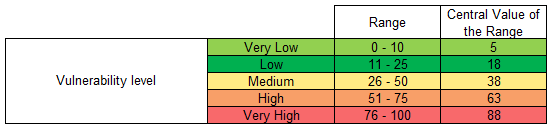 Range Central Value of
the Range
Very Low 0 - 10 5
Low 11 - 25 18
Vulnerability level Medium 26 - 50 38
High 51 - 75 63
Very High 76 - 100 88